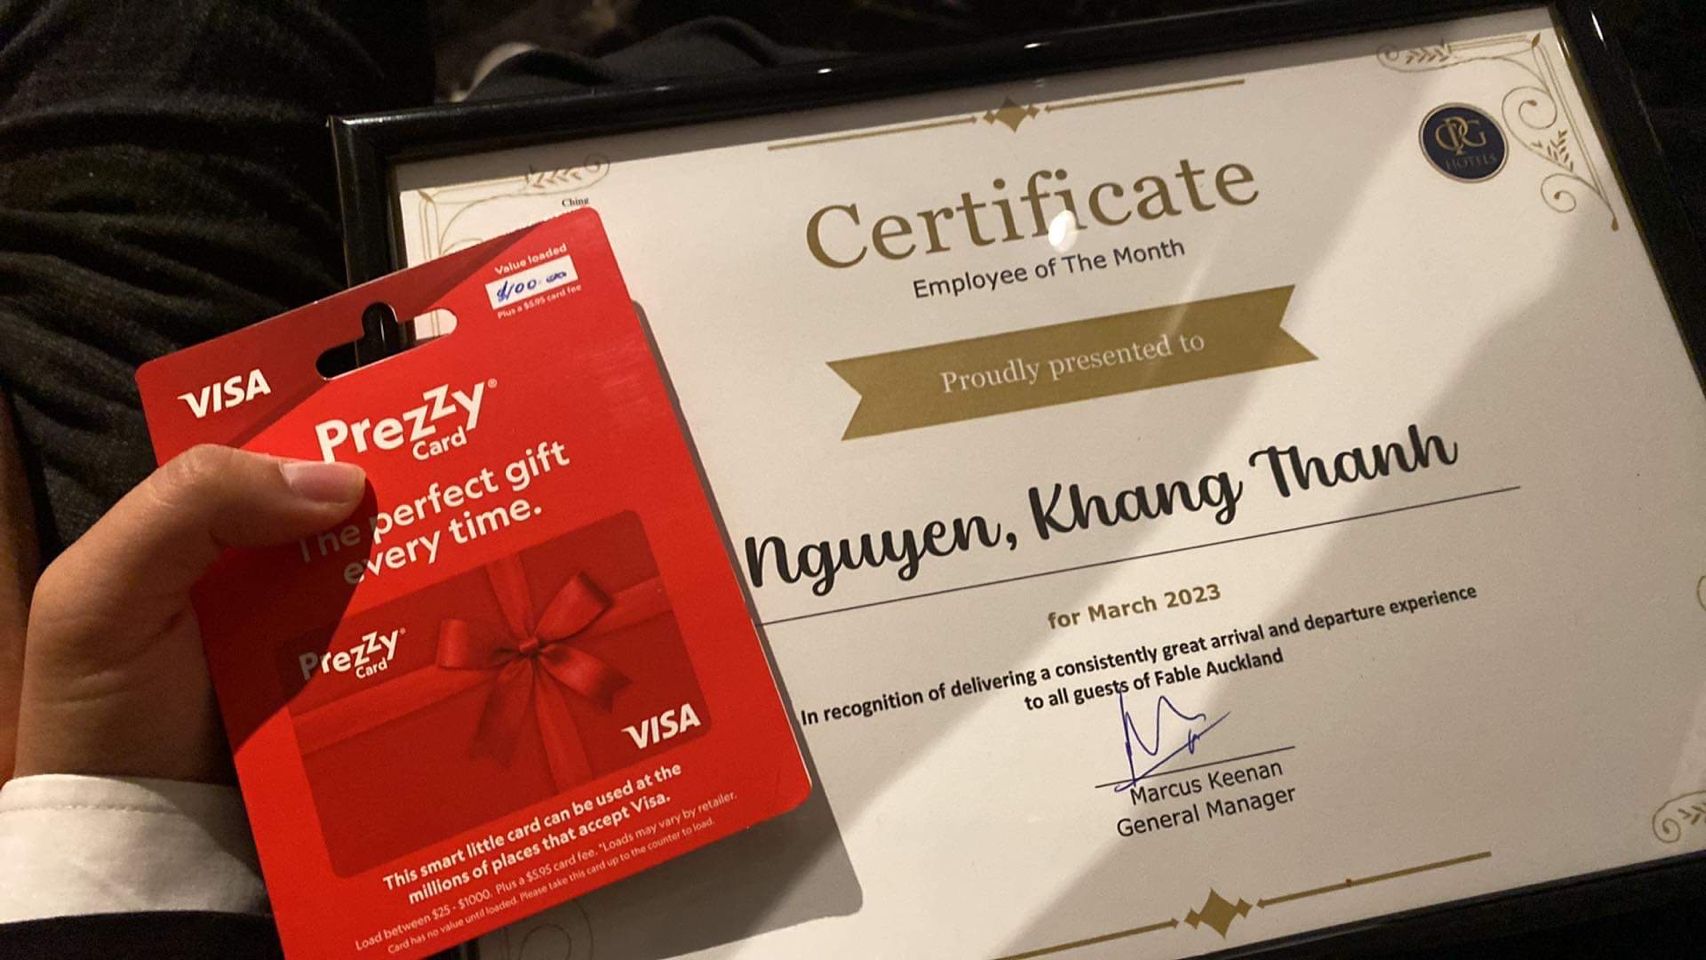 VISA
Value loaded
$100.00
Plus a $5.95 card fee
Prezzy®
Card
The perfect gift
every time.
Prezzy®
Card
VISA
This smart little card can be used at the
millions of places that accept Visa.
Load between $25 - $1000. Plus a $5.95 card fee. *Loads may vary by retailer.
Card has no value until loaded. Please take this card up to the counter to load.
Ching
CPG
HOTELS
Certificate
Employee of The Month
Proudly presented to
Nguyen, Khang Thanh
for March 2023
In recognition of delivering a consistently great arrival and departure experience
to all guests of Fable Auckland
Marcus Keenan
General Manager